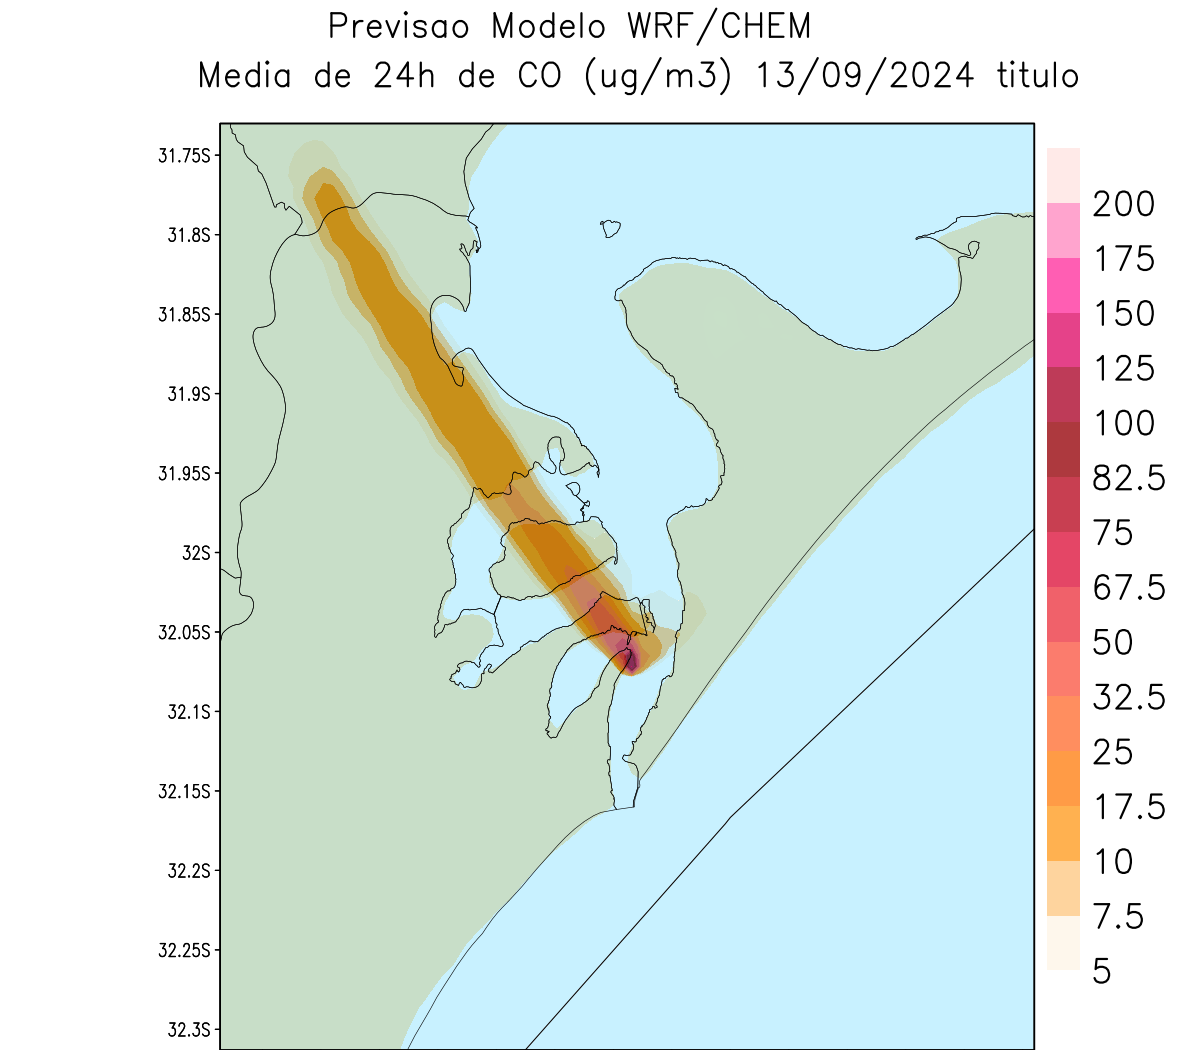 Previsao Modelo WRF/CHEM
Media de 24h de CO (ug/m3) 13/09/2024 titulo
31.75S
31.8S
31.85S
31.9S
31.95S
32S
32.05S
32.1S
32.15S
32.2S
32.25S
32.3S
200
175
150
125
100
82.5
75
67.5
50
32.5
25
17.5
10
7.5
5